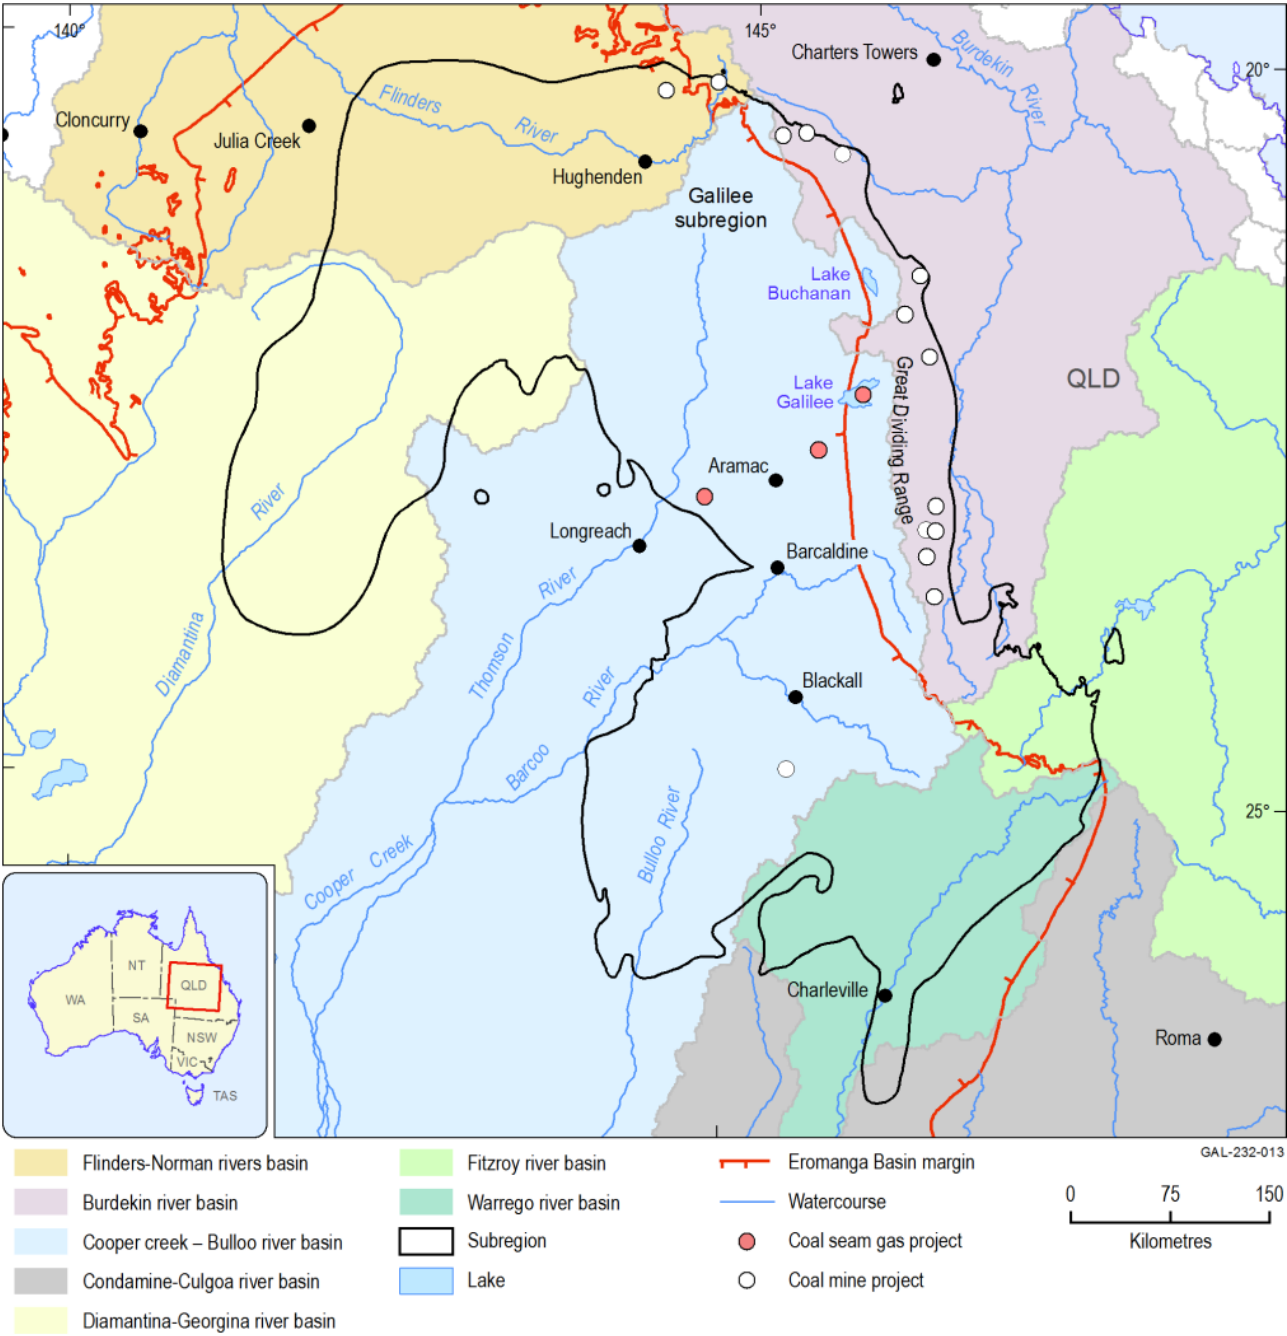 140°
145°
Charters Towers
Burdekin
River
20°
Cloncurry
Julia Creek
Flinders
River
Hughenden
Galilee
subregion
Lake
Buchanan
Lake
Galilee
Great Dividing Range
QLD
Aramac
River
Longreach
Barcaldine
River
Diamantina
Thomson
River
Blackall
Barcoo
Bulloo River
25°
Cooper Creek
Charleville
Roma
NT
QLD
WA
SA
NSW
VIC
TAS
GAL-232-013
Flinders-Norman rivers basin
Burdekin river basin
Cooper creek – Bulloo river basin
Condamine-Culgoa river basin
Diamantina-Georgina river basin
Fitzroy river basin
Warrego river basin
Subregion
Lake
Eromanga Basin margin
Watercourse
Coal seam gas project
Coal mine project
0 75 150
Kilometres